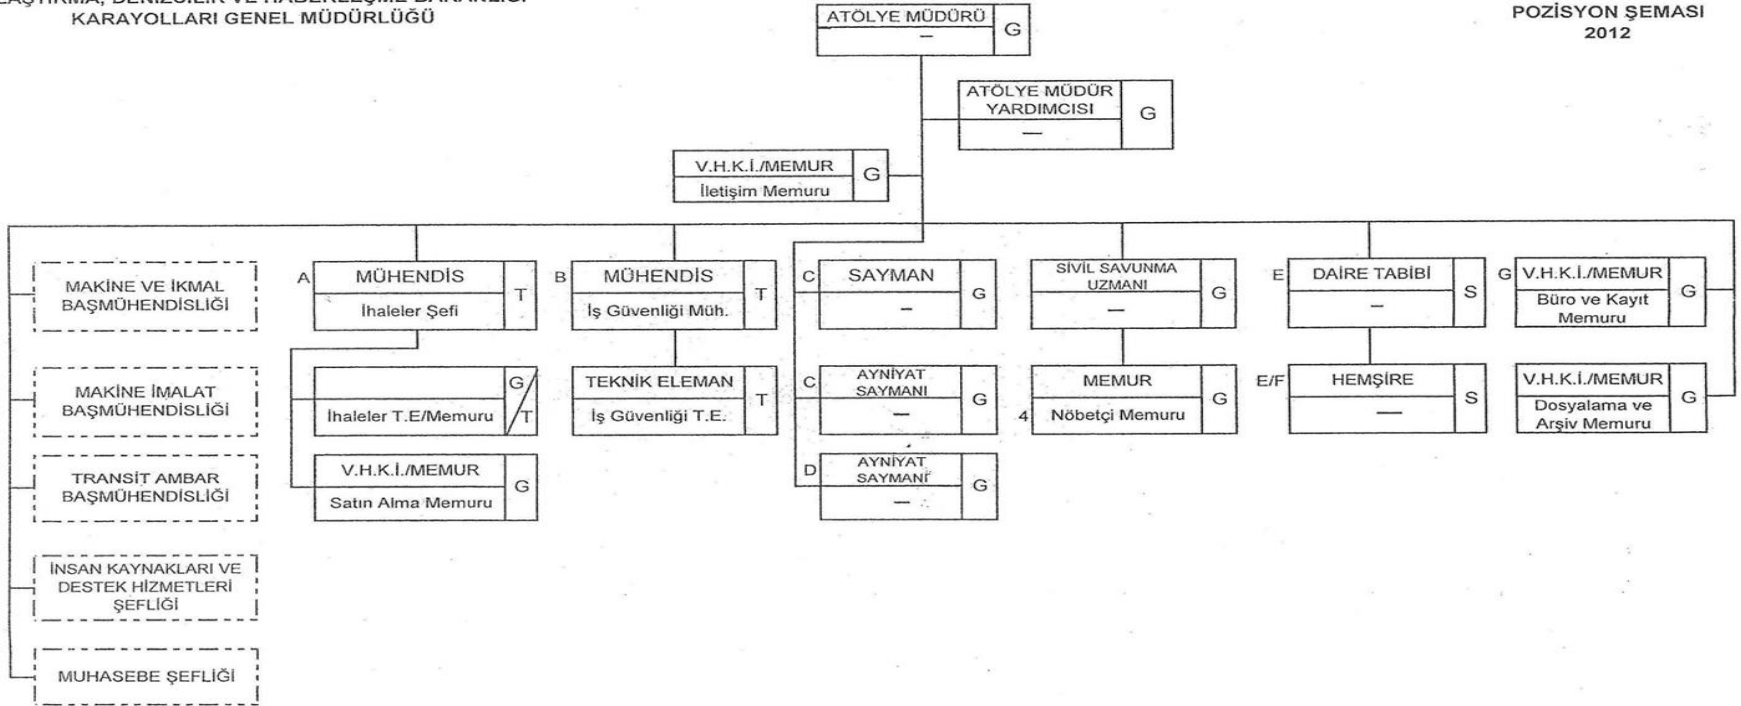 KARAYOLLARI GENEL MÜDÜRLÜĞÜ
POZİSYON ŞEMASI
2012
ATÖLYE MÜDÜRÜ
—
G
ATÖLYE MÜDÜR
YARDIMCISI
—
G
V.H.K.İ./MEMUR
İletişim Memuru
G
MAKİNE VE İKMAL
BAŞMÜHENDİSLİĞİ
MAKİNE İMALAT
BAŞMÜHENDİSLİĞİ
TRANSİT AMBAR
BAŞMÜHENDİSLİĞİ
İNSAN KAYNAKLARI VE
DESTEK HİZMETLERİ
ŞEFLİĞİ
MUHASEBE ŞEFLİĞİ
A
MÜHENDİS
İhaleler Şefi
T
İhaleler T.E/Memuru
G/T
V.H.K.İ./MEMUR
Satın Alma Memuru
G
B
MÜHENDİS
İş Güvenliği Müh.
T
TEKNİK ELEMAN
İş Güvenliği T.E.
T
C
SAYMAN
—
G
C
AYNİYAT
SAYMANI
—
G
D
AYNİYAT
SAYMANI
—
G
SİVİL SAVUNMA
UZMANI
—
G
4
MEMUR
Nöbetçi Memuru
G
E
DAİRE TABİBİ
—
S
E/F
HEMŞİRE
—
S
G
V.H.K.İ./MEMUR
Büro ve Kayıt
Memuru
G
V.H.K.İ./MEMUR
Dosyalama ve
Arşiv Memuru
G